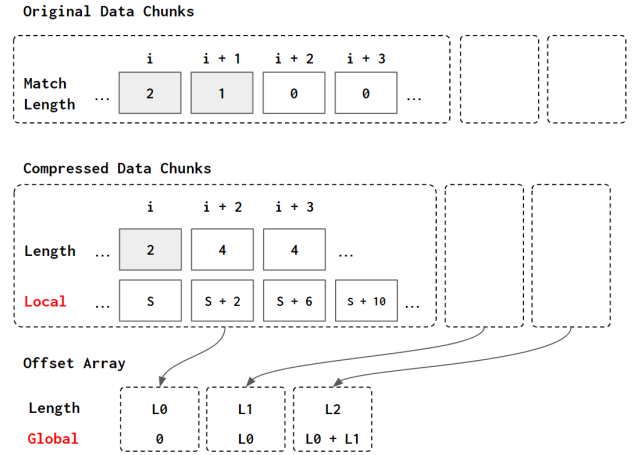 Original Data Chunks
i i + 1 i + 2 i + 3
Match
Length ... 2 1 0 0 ...
Compressed Data Chunks
i i + 2 i + 3
Length ... 2 4 4 ...
Local ... S S + 2 S + 6 S + 10 ...
Offset Array
Length L0 L1 L2
Global 0 L0 L0 + L1